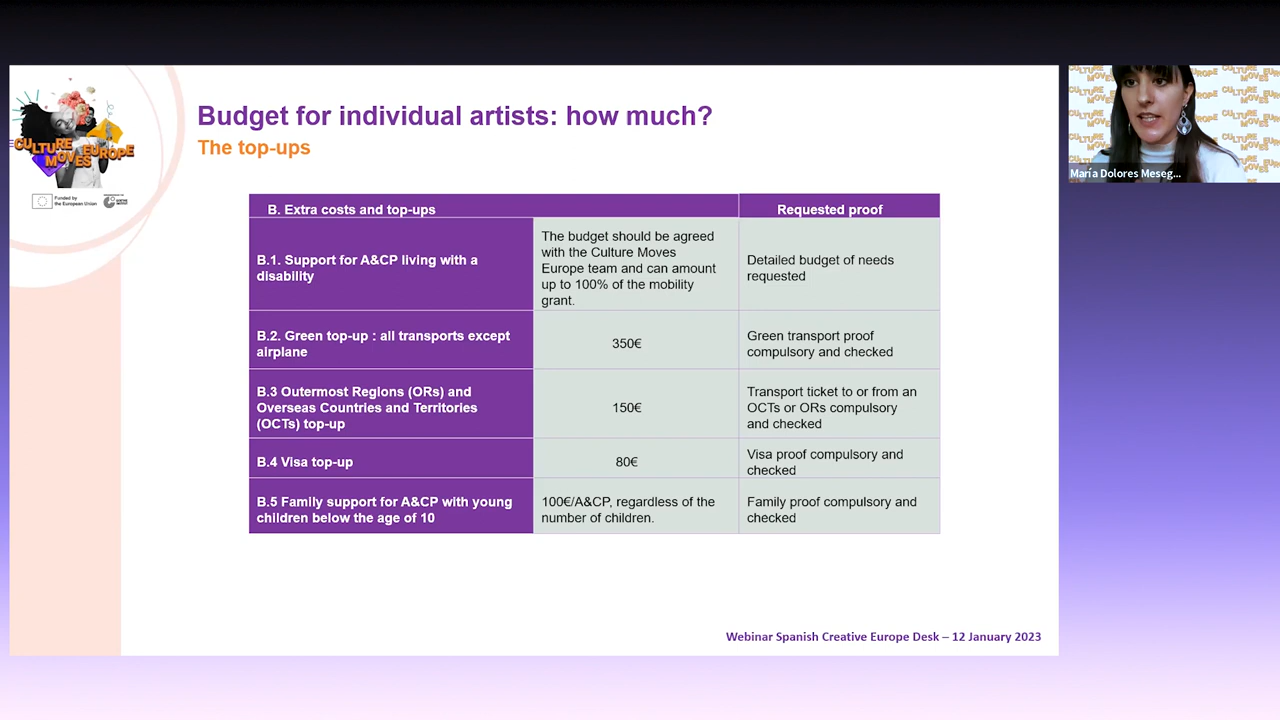 Budget for individual artists: how much?
The top-ups
CULTURE
MOVES EUROPE
Funded by
the European Union
B. Extra costs and top-ups
Requested proof
B.1. Support for A&CP living with a
disability
The budget should be agreed
with the Culture Moves
Europe team and can amount
up to 100% of the mobility
grant.
Detailed budget of needs
requested
B.2. Green top-up : all transports except
airplane
350€
Green transport proof
compulsory and checked
B.3 Outermost Regions (ORs) and
Overseas Countries and Territories
(OCTs) top-up
150€
Transport ticket to or from an
OCTs or ORs compulsory
and checked
B.4 Visa top-up
80€
Visa proof compulsory and
checked
B.5 Family support for A&CP with young
children below the age of 10
100€/A&CP, regardless of the
number of children.
Family proof compulsory and
checked
Webinar Spanish Creative Europe Desk – 12 January 2023
María Dolores Meseg...